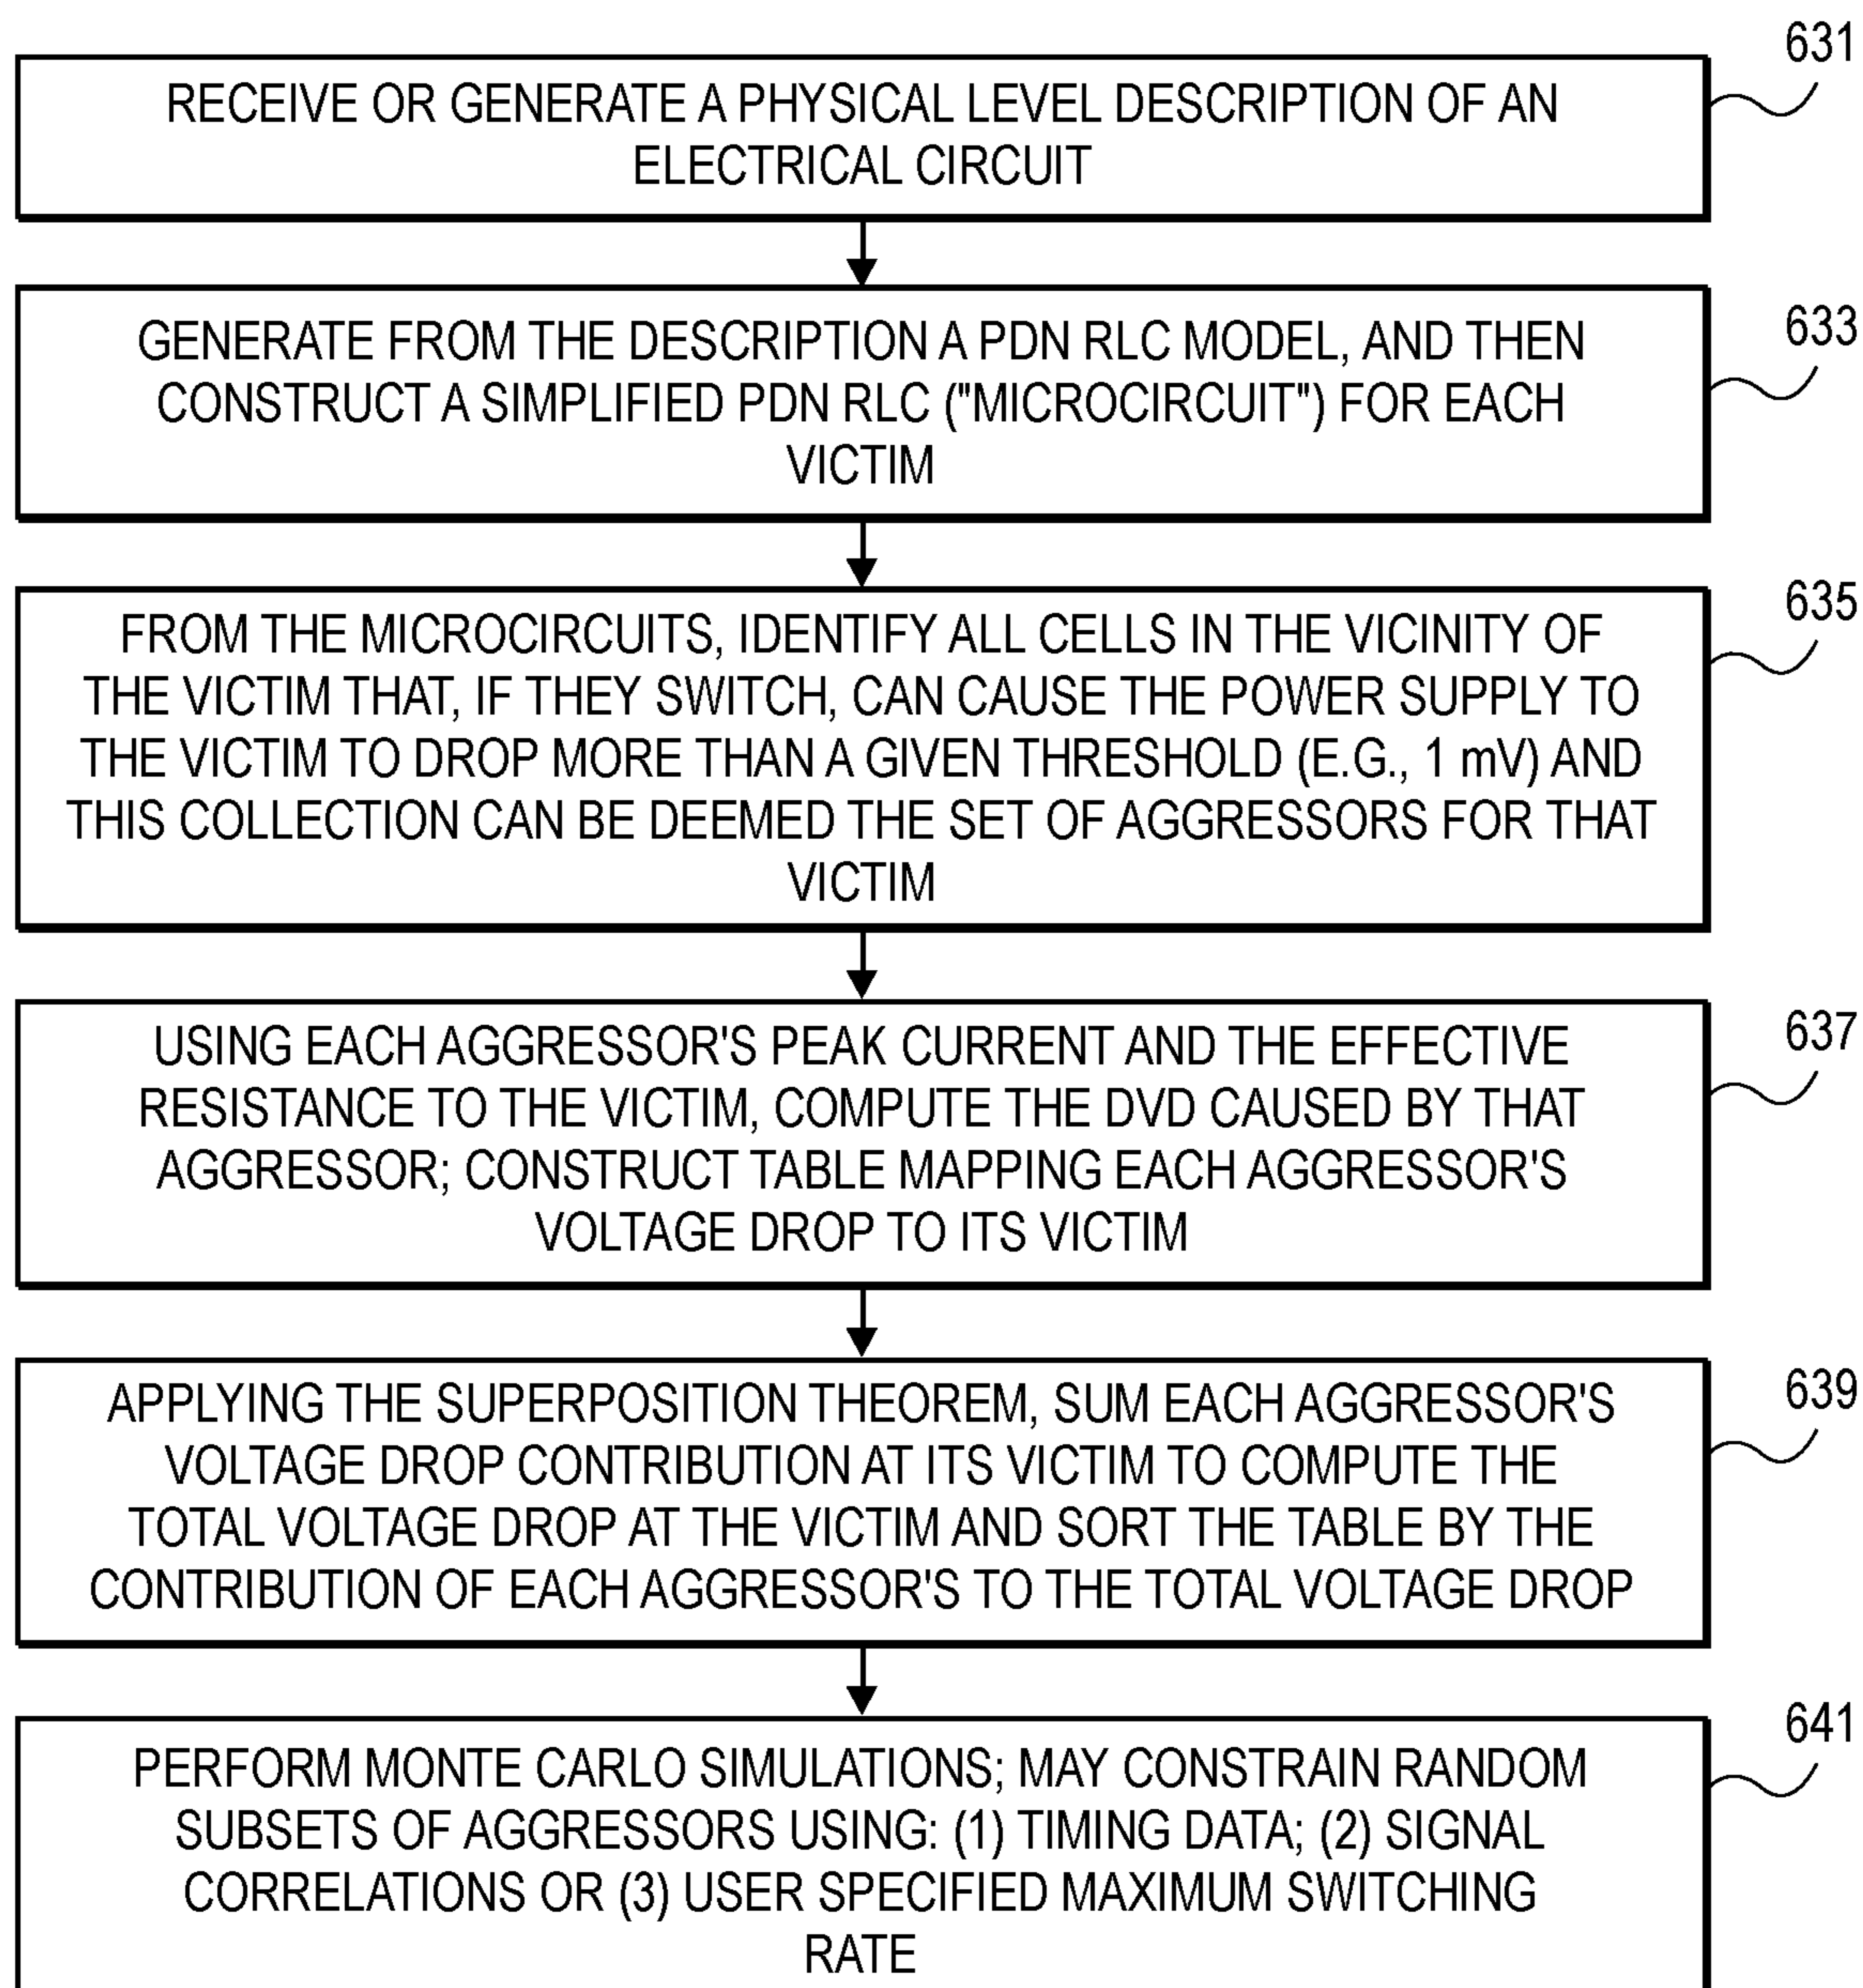 631
RECEIVE OR GENERATE A PHYSICAL LEVEL DESCRIPTION OF AN
ELECTRICAL CIRCUIT
633
GENERATE FROM THE DESCRIPTION A PDN RLC MODEL, AND THEN
CONSTRUCT A SIMPLIFIED PDN RLC ("MICROCIRCUIT") FOR EACH
VICTIM
635
FROM THE MICROCIRCUITS, IDENTIFY ALL CELLS IN THE VICINITY OF
THE VICTIM THAT, IF THEY SWITCH, CAN CAUSE THE POWER SUPPLY TO
THE VICTIM TO DROP MORE THAN A GIVEN THRESHOLD (E.G., 1 mV) AND
THIS COLLECTION CAN BE DEEMED THE SET OF AGGRESSORS FOR THAT
VICTIM
637
USING EACH AGGRESSOR'S PEAK CURRENT AND THE EFFECTIVE
RESISTANCE TO THE VICTIM, COMPUTE THE DVD CAUSED BY THAT
AGGRESSOR; CONSTRUCT TABLE MAPPING EACH AGGRESSOR'S
VOLTAGE DROP TO ITS VICTIM
639
APPLYING THE SUPERPOSITION THEOREM, SUM EACH AGGRESSOR'S
VOLTAGE DROP CONTRIBUTION AT ITS VICTIM TO COMPUTE THE
TOTAL VOLTAGE DROP AT THE VICTIM AND SORT THE TABLE BY THE
CONTRIBUTION OF EACH AGGRESSOR'S TO THE TOTAL VOLTAGE DROP
641
PERFORM MONTE CARLO SIMULATIONS; MAY CONSTRAIN RANDOM
SUBSETS OF AGGRESSORS USING: (1) TIMING DATA; (2) SIGNAL
CORRELATIONS OR (3) USER SPECIFIED MAXIMUM SWITCHING
RATE